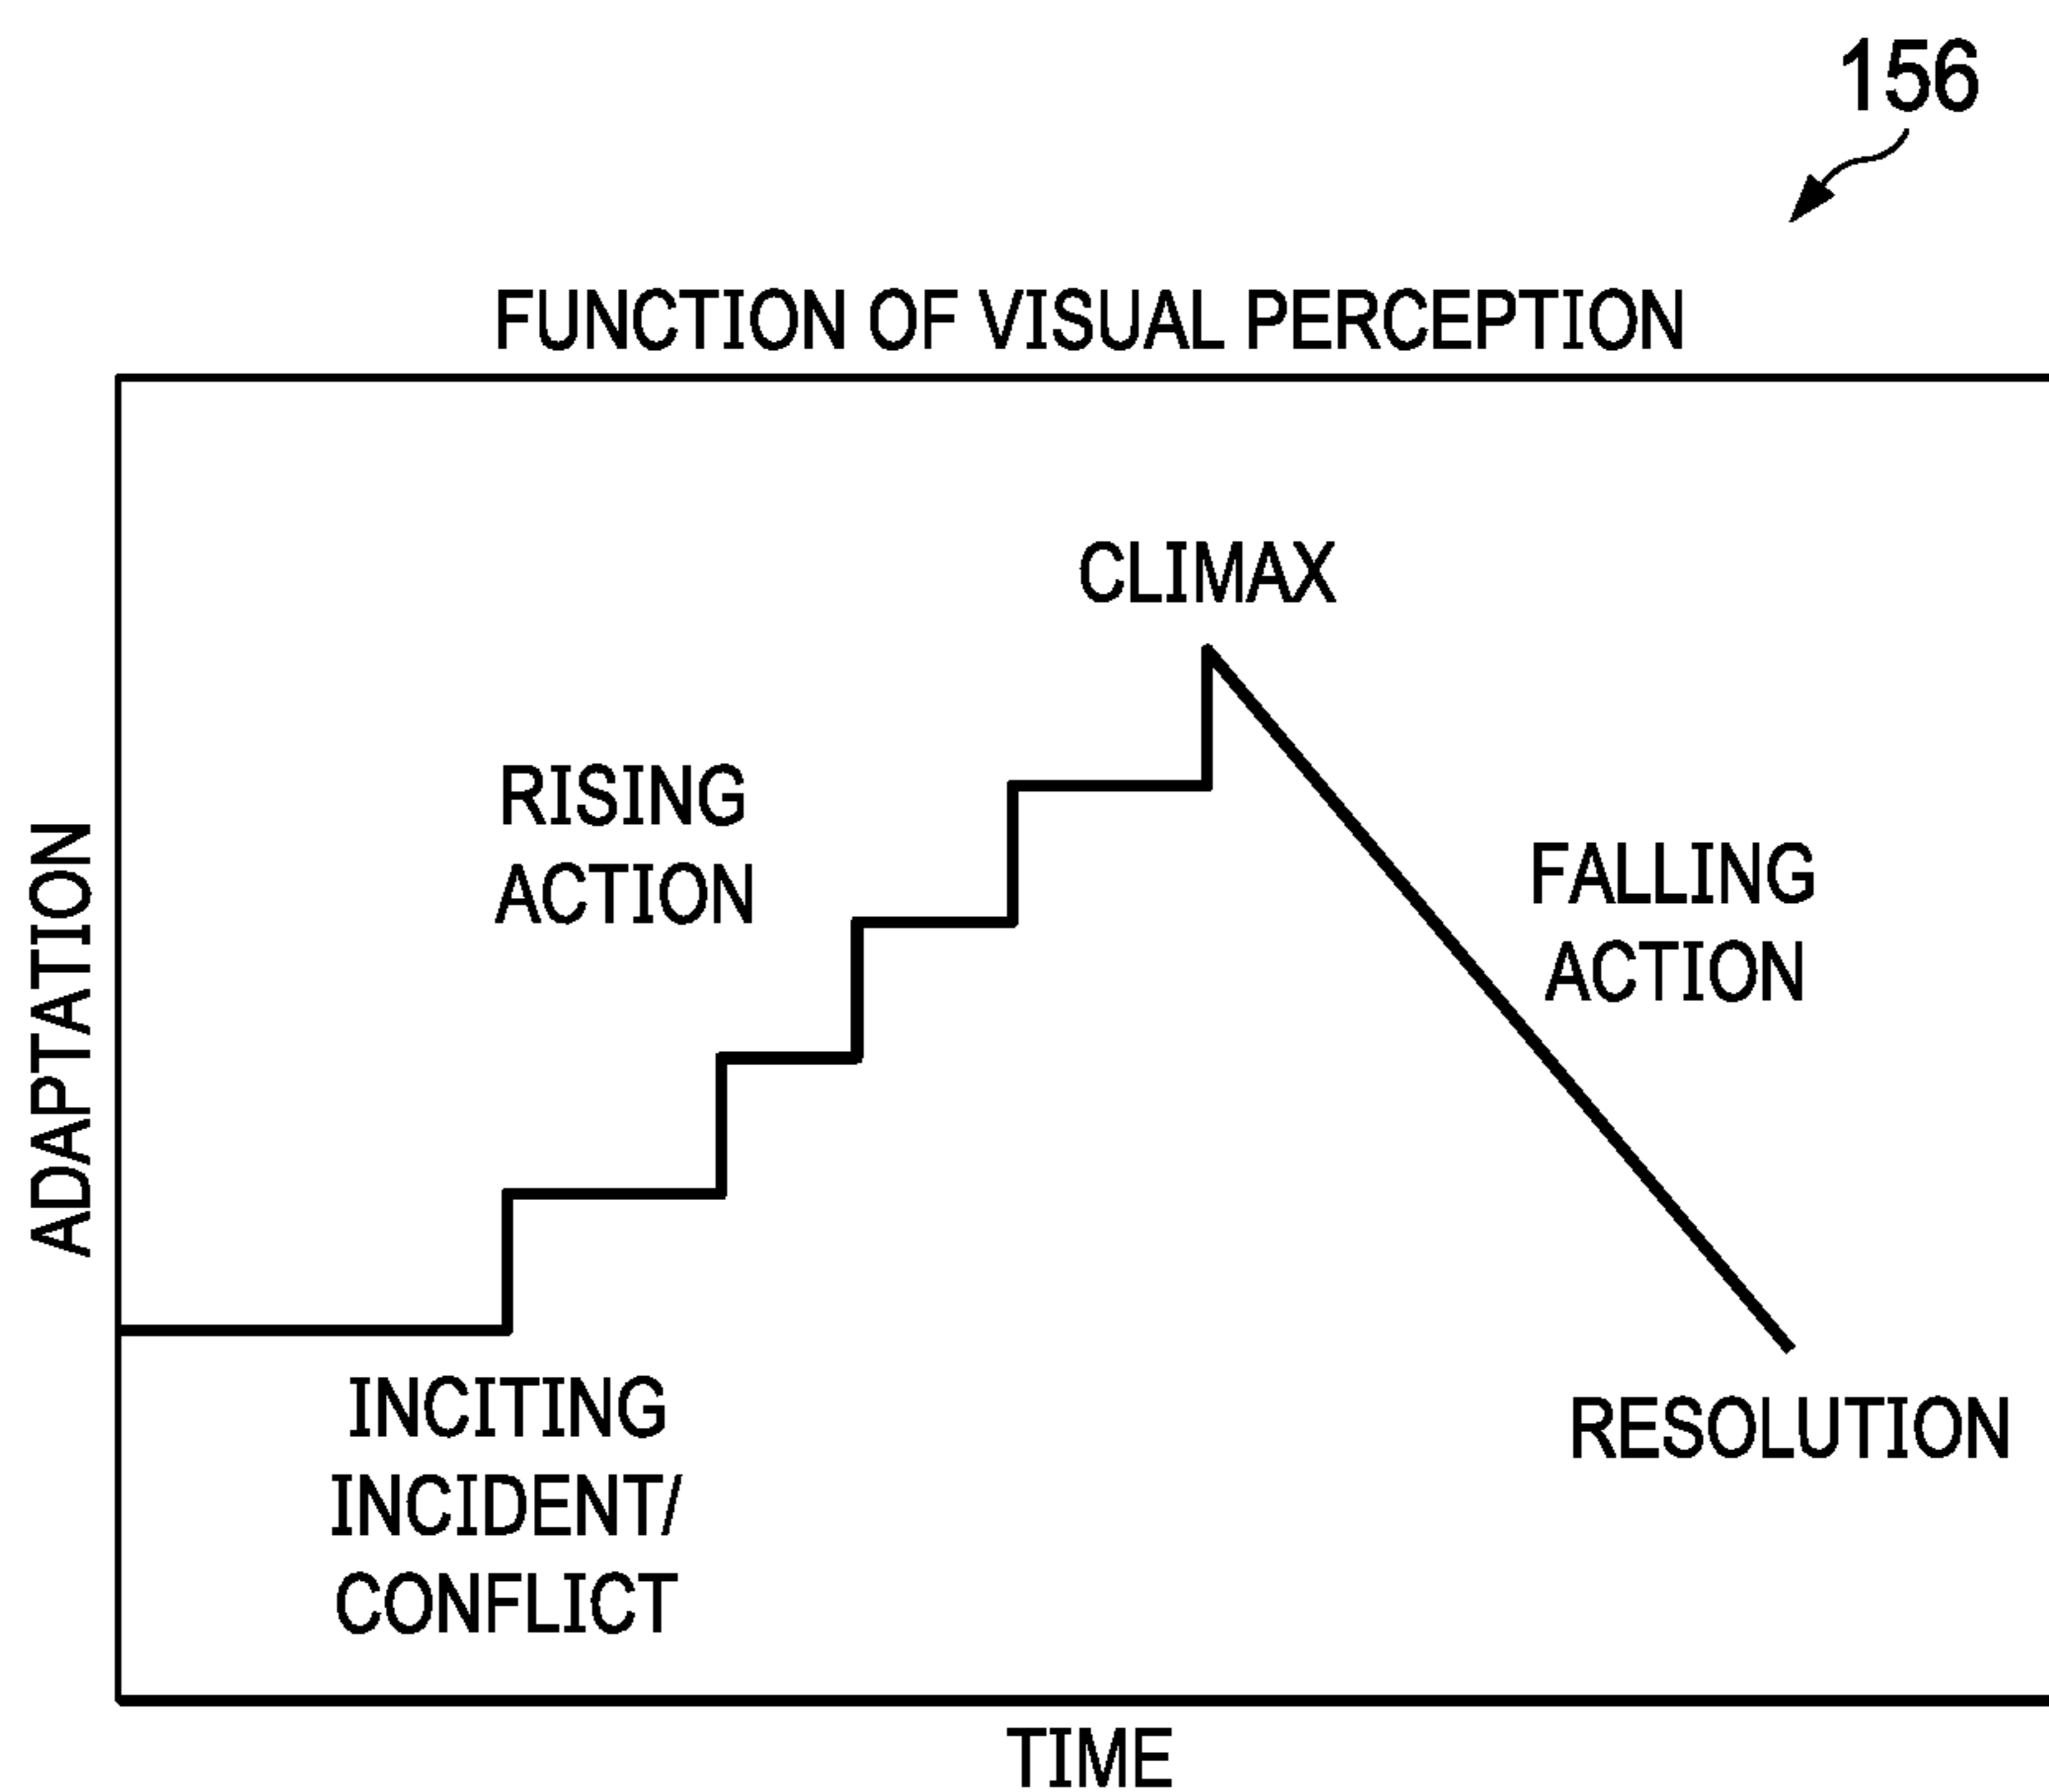 156
FUNCTION OF VISUAL PERCEPTION
CLIMAX
RISING
ACTION
FALLING
ACTION
ADAPTATION
INCITING
INCIDENT/
CONFLICT
RESOLUTION
TIME